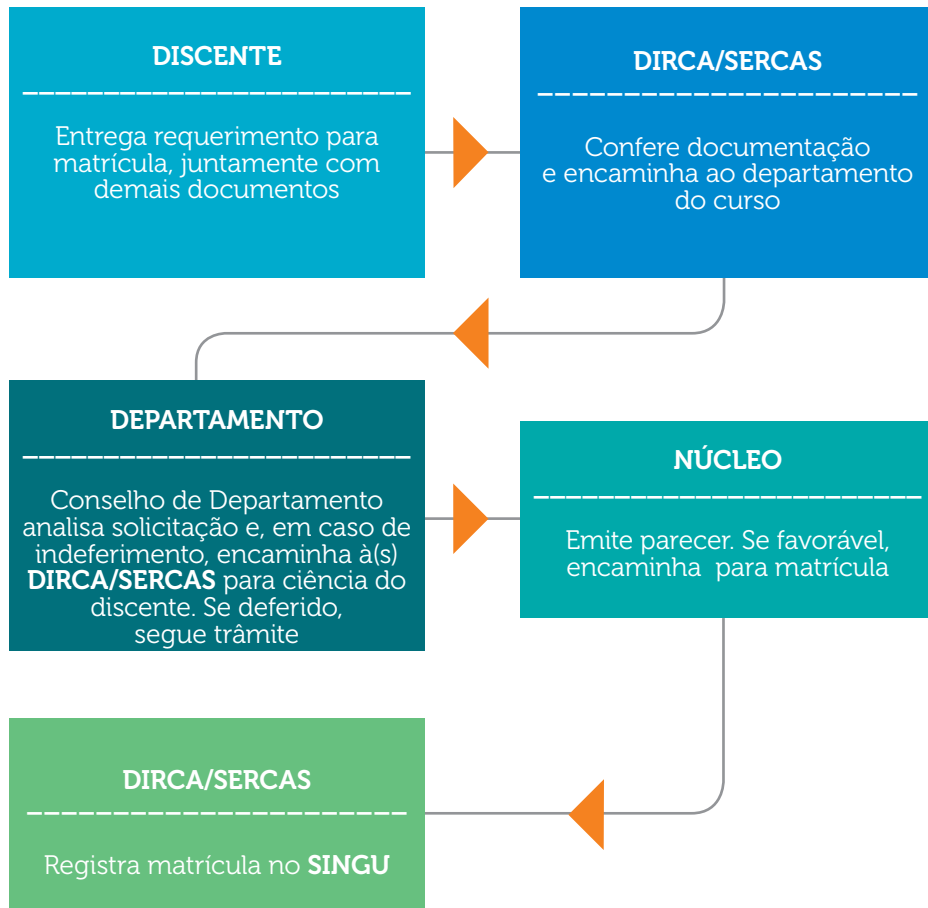 DISCENTE
Entrega requerimento para
matrícula, juntamente com
demais documentos
DIRCA/SERCAS
Confere documentação
e encaminha ao departamento
do curso
DEPARTAMENTO
Conselho de Departamento
analisa solicitação e, em caso de
indeferimento, encaminha à(s)
DIRCA/SERCAS para ciência do
discente. Se deferido,
segue trâmite
NÚCLEO
Emite parecer. Se favorável,
encaminha para matrícula
DIRCA/SERCAS
Registra matrícula no SINGU